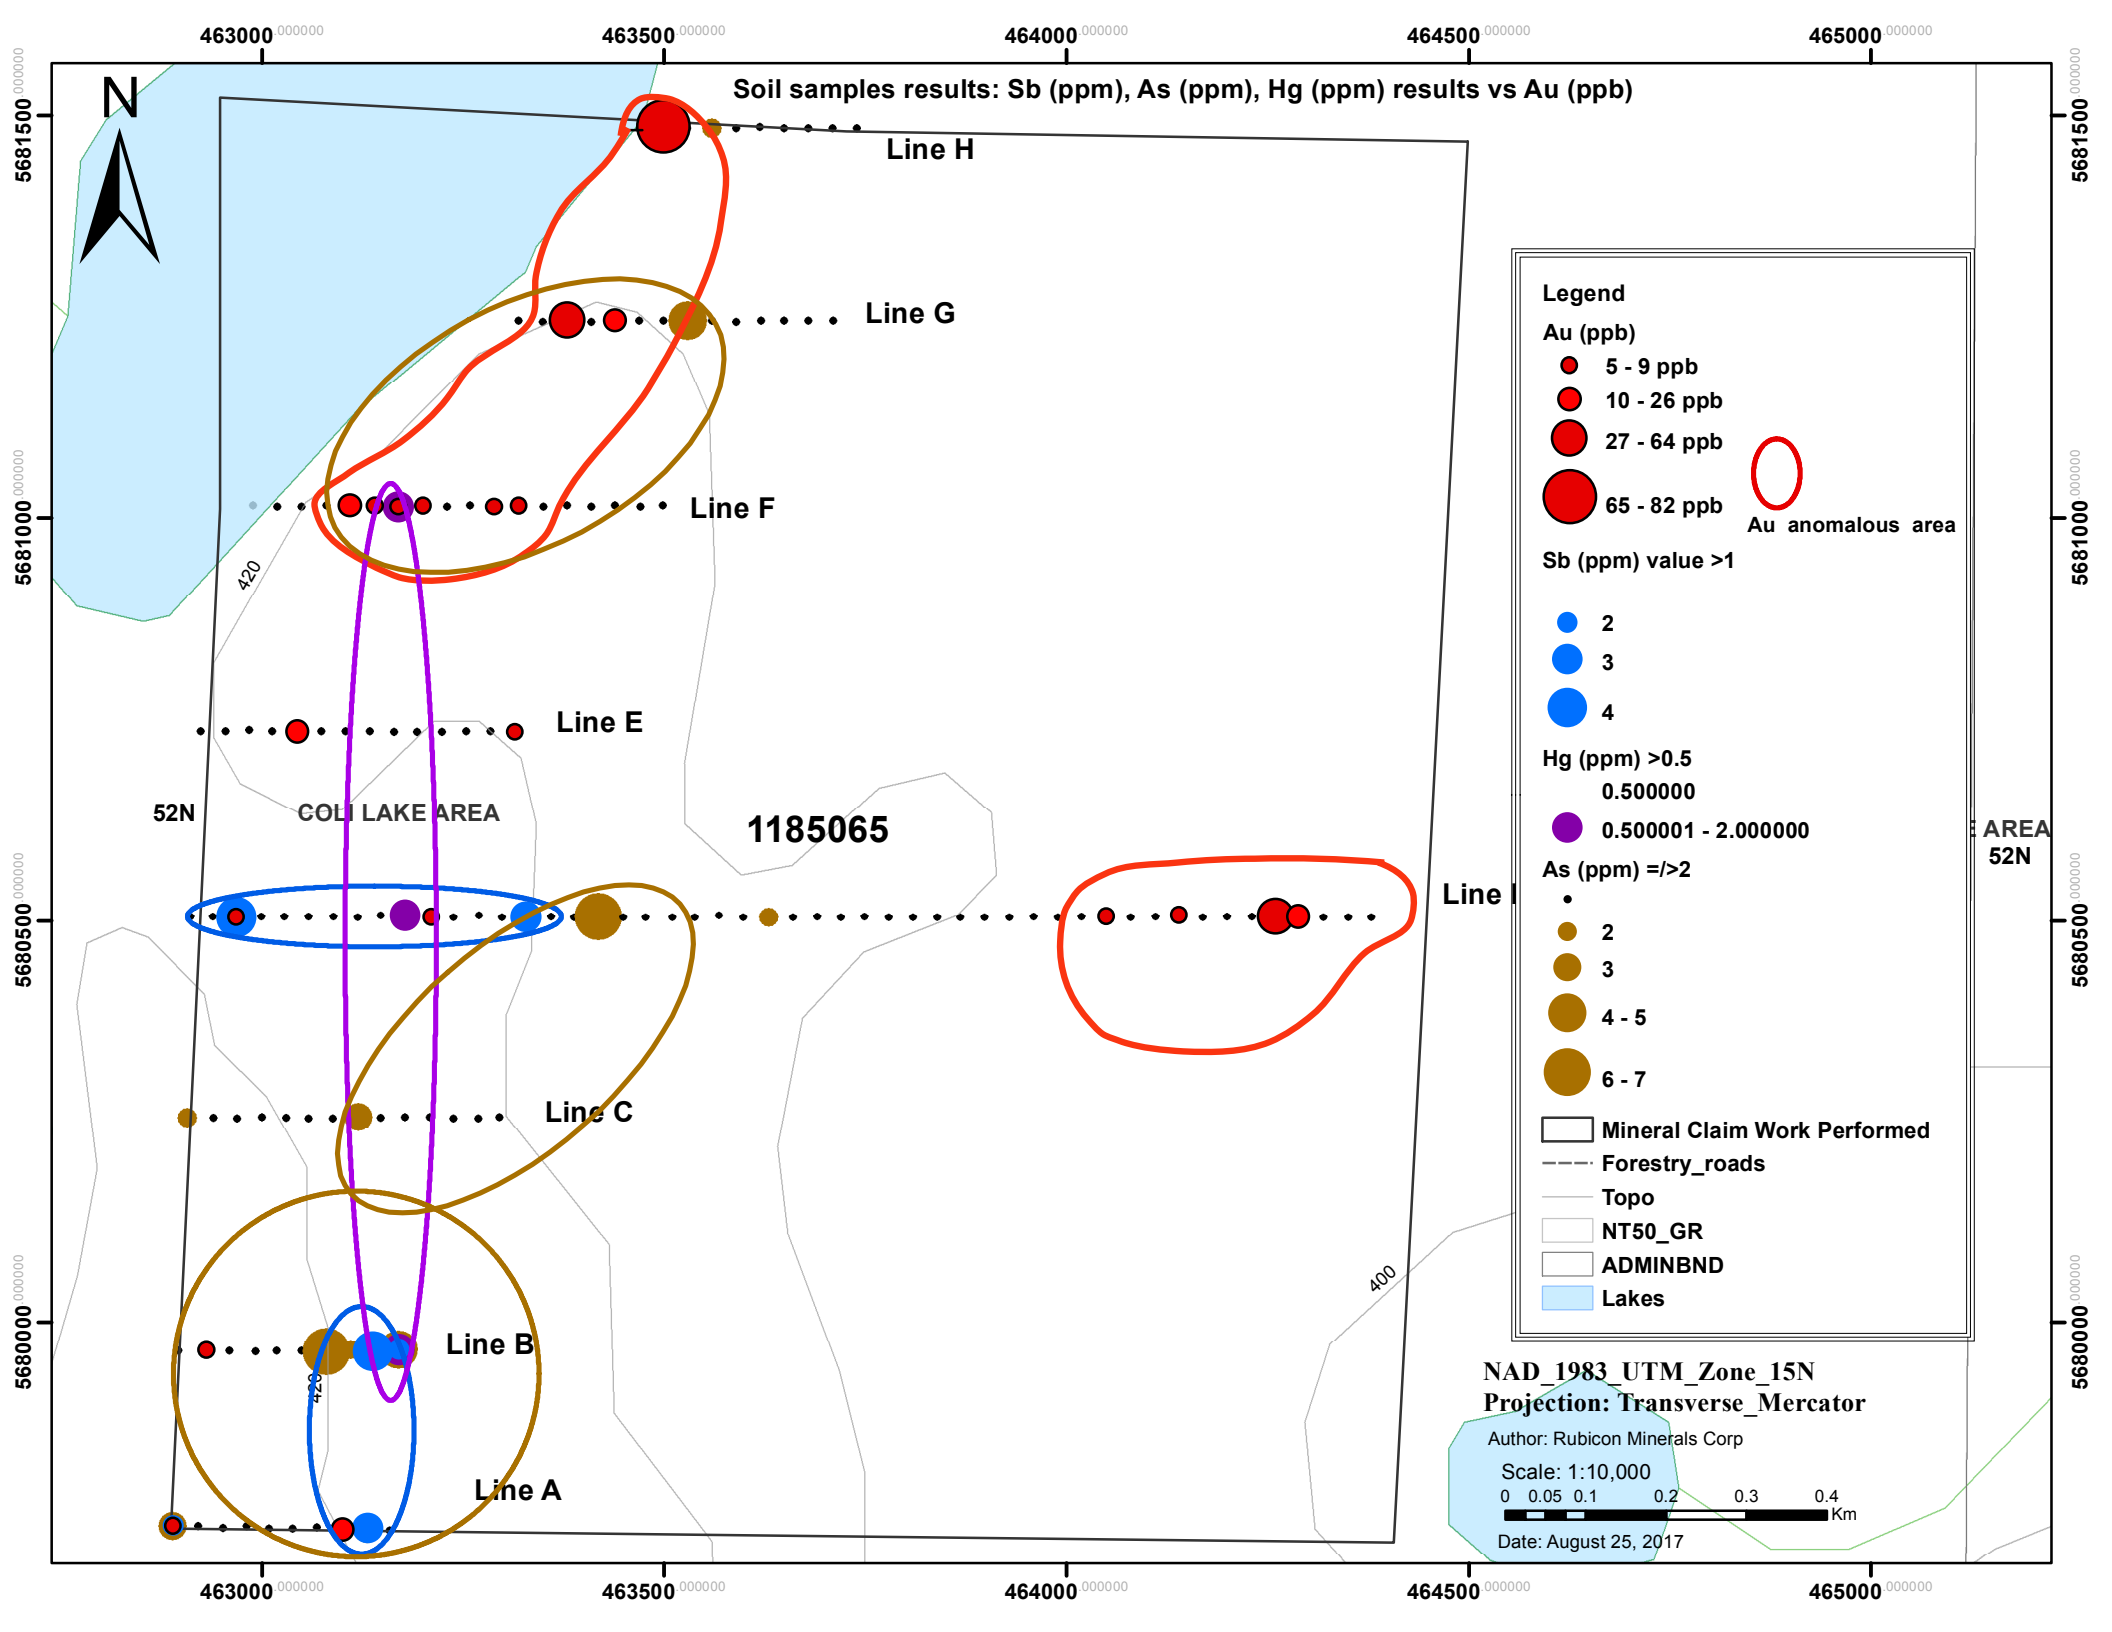 463000.000000 463500.000000 464000.000000 464500.000000 465000.000000
N
Soil samples results: Sb (ppm), As (ppm), Hg (ppm) results vs Au (ppb)
5681500.000000
5681500.000000
Line H
Line G
Legend
Au (ppb)
5 - 9 ppb
10 - 26 ppb
27 - 64 ppb
65 - 82 ppb
Au anomalous area
Sb (ppm) value >1
2
3
4
Hg (ppm) >0.5
0.500000
0.500001 - 2.000000
As (ppm) =/>2
2
3
4 - 5
6 - 7
Mineral Claim Work Performed
Forestry_roads
Topo
NT50_GR
ADMINBND
Lakes
5681000.000000
5681000.000000
Line F
420
Line E
52N
COLI LAKE AREA
1185065
E AREA
52N
5680500.000000
5680500.000000
Line
Line C
400
5680000.000000
5680000.000000
Line B
420
Line A
NAD_1983_UTM_Zone_15N
Projection: Transverse_Mercator
Author: Rubicon Minerals Corp
Scale: 1:10,000
0 0.05 0.1 0.2 0.3 0.4
Km
Date: August 25, 2017
463000.000000 463500.000000 464000.000000 464500.000000 465000.000000